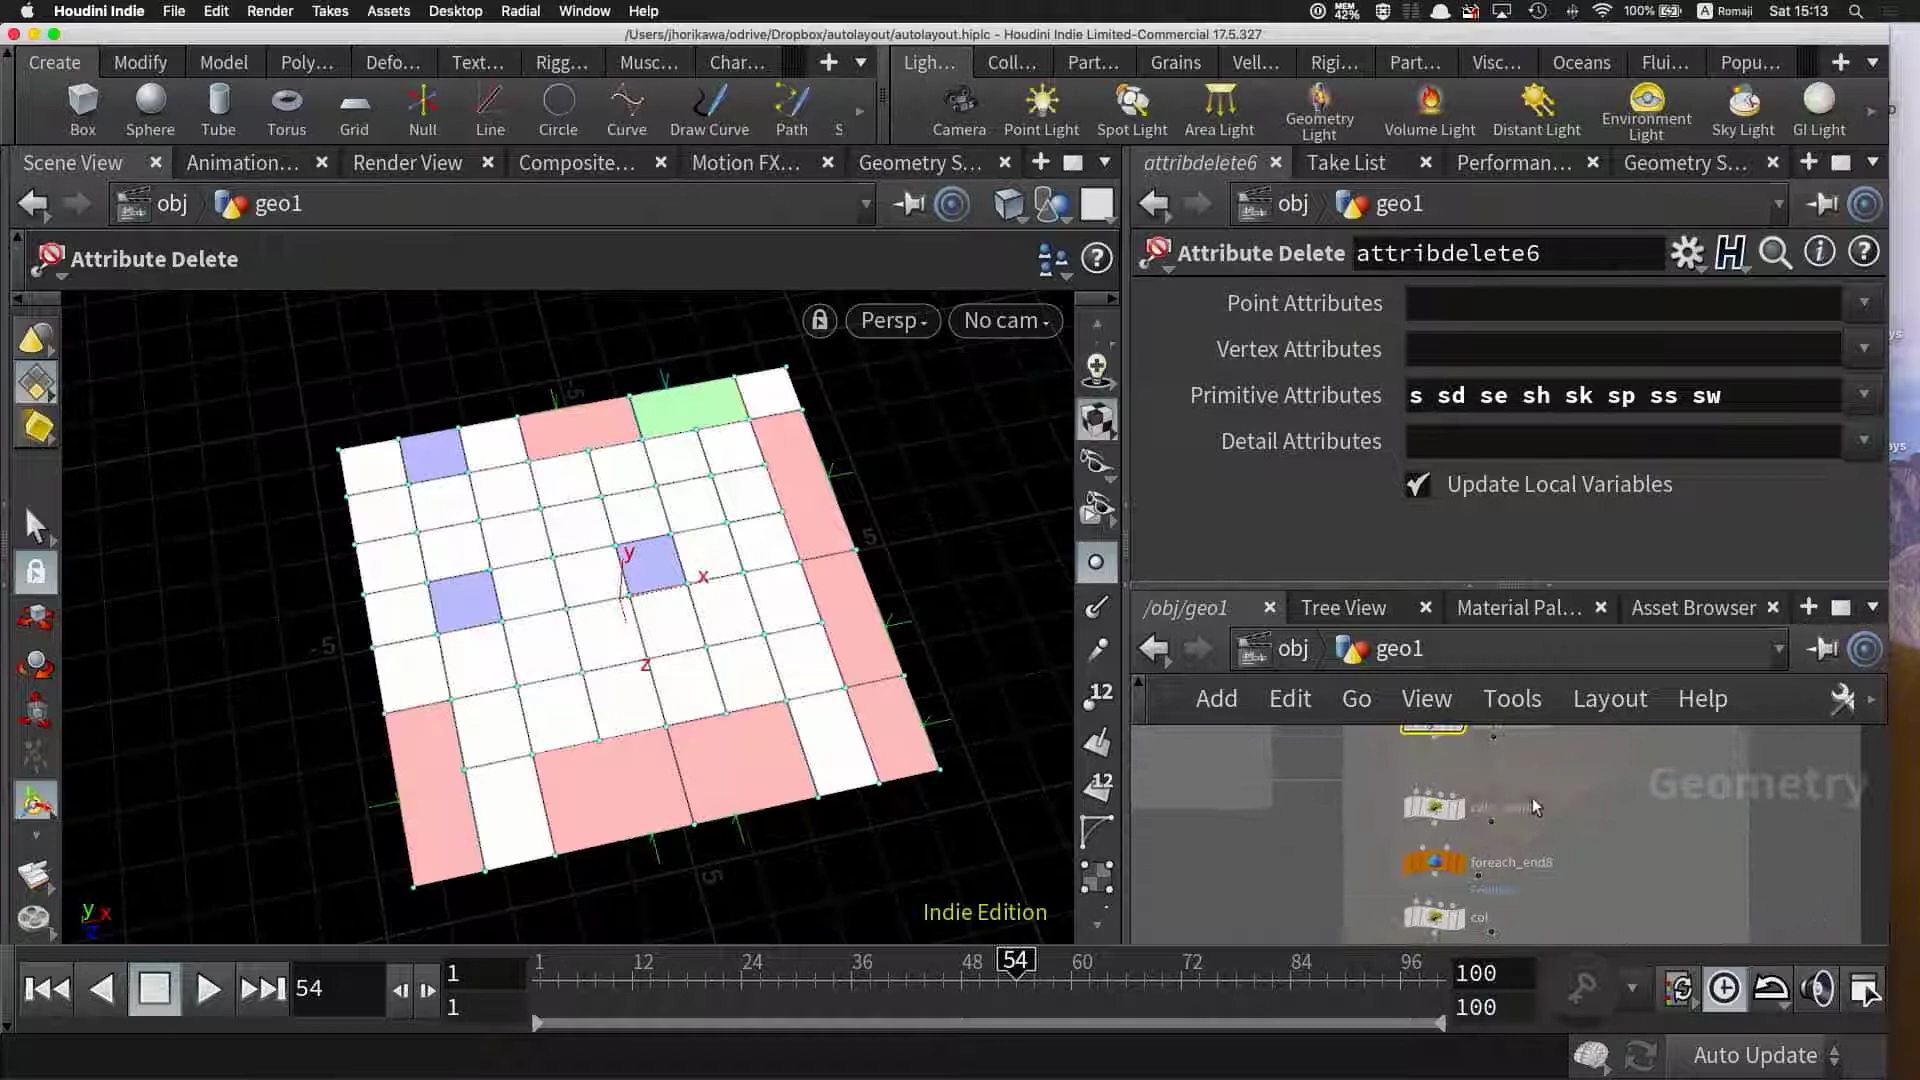 Houdini Indie File Edit Render Takes Assets Desktop Radial Window Help MEM 42% 100% A Romaji Sat 15:13
/Users/jhorikawa/odrive/Dropbox/autolayout/autolayout.hiplc - Houdini Indie Limited-Commercial 17.5.327
Create Modify Model Poly... Defo... Text... Rigg... Musc... Char... Ligh... Coll... Part... Grains Vell... Rigi... Part... Visc... Oceans Flui... Popu...
Box Sphere Tube Torus Grid Null Line Circle Curve Draw Curve Path S Camera Point Light Spot Light Area Light Geometry Light Volume Light Distant Light Environment Light Sky Light GI Light
Scene View Animation... Render View Composite... Motion FX... Geometry S... attribdelete6 Take List Performan... Geometry S...
obj geo1 obj geo1
Attribute Delete Attribute Delete attribdelete6
Persp No cam
Point Attributes
Vertex Attributes
Primitive Attributes s sd se sh sk sp ss sw
Detail Attributes
Update Local Variables
/obj/geo1 Tree View Material Pal... Asset Browser
obj geo1
Add Edit Go View Tools Layout Help
Geometry
foreach_end8
col
-5
5
5
y
x
z
12
12
y x
z
Indie Edition
54 1 1 12 24 36 48 54 60 72 84 96 100
1 100
Auto Update